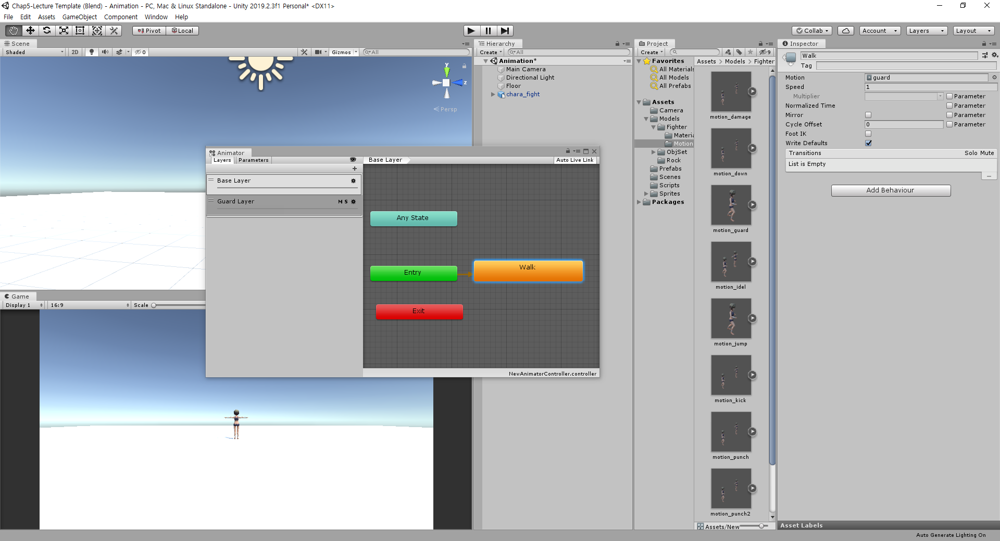 Chap5-Lecture Template (Blend) - Animation - PC, Mac & Linux Standalone - Unity 2019.2.3f1 Personal* <DX11>
File Edit Assets GameObject Component Window Help
Pivot Local Collab Account Layers Layout
Scene
Shaded 2D 0 Gizmos All
y
z
Persp
Game
Display 1 16:9 Scale
Animator
Layers Parameters
Base Layer
Guard Layer M S
Base Layer Auto Live Link
Any State
Entry
Walk
Exit
NewAnimatorController.controller
Hierarchy
Create All
Animation*
Main Camera
Directional Light
Floor
chara_fight
Project
Create 9
Favorites
All Materials
All Models
All Prefabs
Assets
Camera
Models
Fighter
Materia
Motion
ObjSet
Rock
Prefabs
Scenes
Scripts
Sprites
Packages
Assets > Models > Fighter
motion_damage
motion_down
motion_guard
motion_idel
motion_jump
motion_kick
motion_punch
motion_punch2
Assets/New
Inspector
Walk
Tag
Motion guard
Speed 1
Multiplier Parameter
Normalized Time Parameter
Mirror Parameter
Cycle Offset 0 Parameter
Foot IK
Write Defaults
Transitions Solo Mute
List is Empty
Add Behaviour
Asset Labels
Auto Generate Lighting On